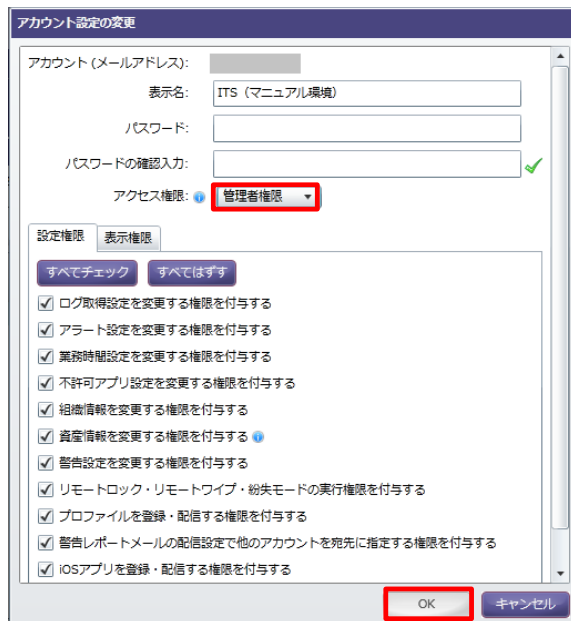 アカウント設定の変更
アカウント (メールアドレス):
表示名: ITS（マニュアル環境）
パスワード:
パスワードの確認入力:
アクセス権限: 管理者権限
設定権限 表示権限
すべてチェック すべてはずす
ログ取得設定を変更する権限を付与する
アラート設定を変更する権限を付与する
業務時間設定を変更する権限を付与する
不許可アプリ設定を変更する権限を付与する
組織情報を変更する権限を付与する
資産情報を変更する権限を付与する
警告設定を変更する権限を付与する
リモートロック・リモートワイプ・紛失モードの実行権限を付与する
プロファイルを登録・配信する権限を付与する
警告レポートメールの配信設定で他のアカウントを宛先に指定する権限を付与する
iOSアプリを登録・配信する権限を付与する
OK キャンセル